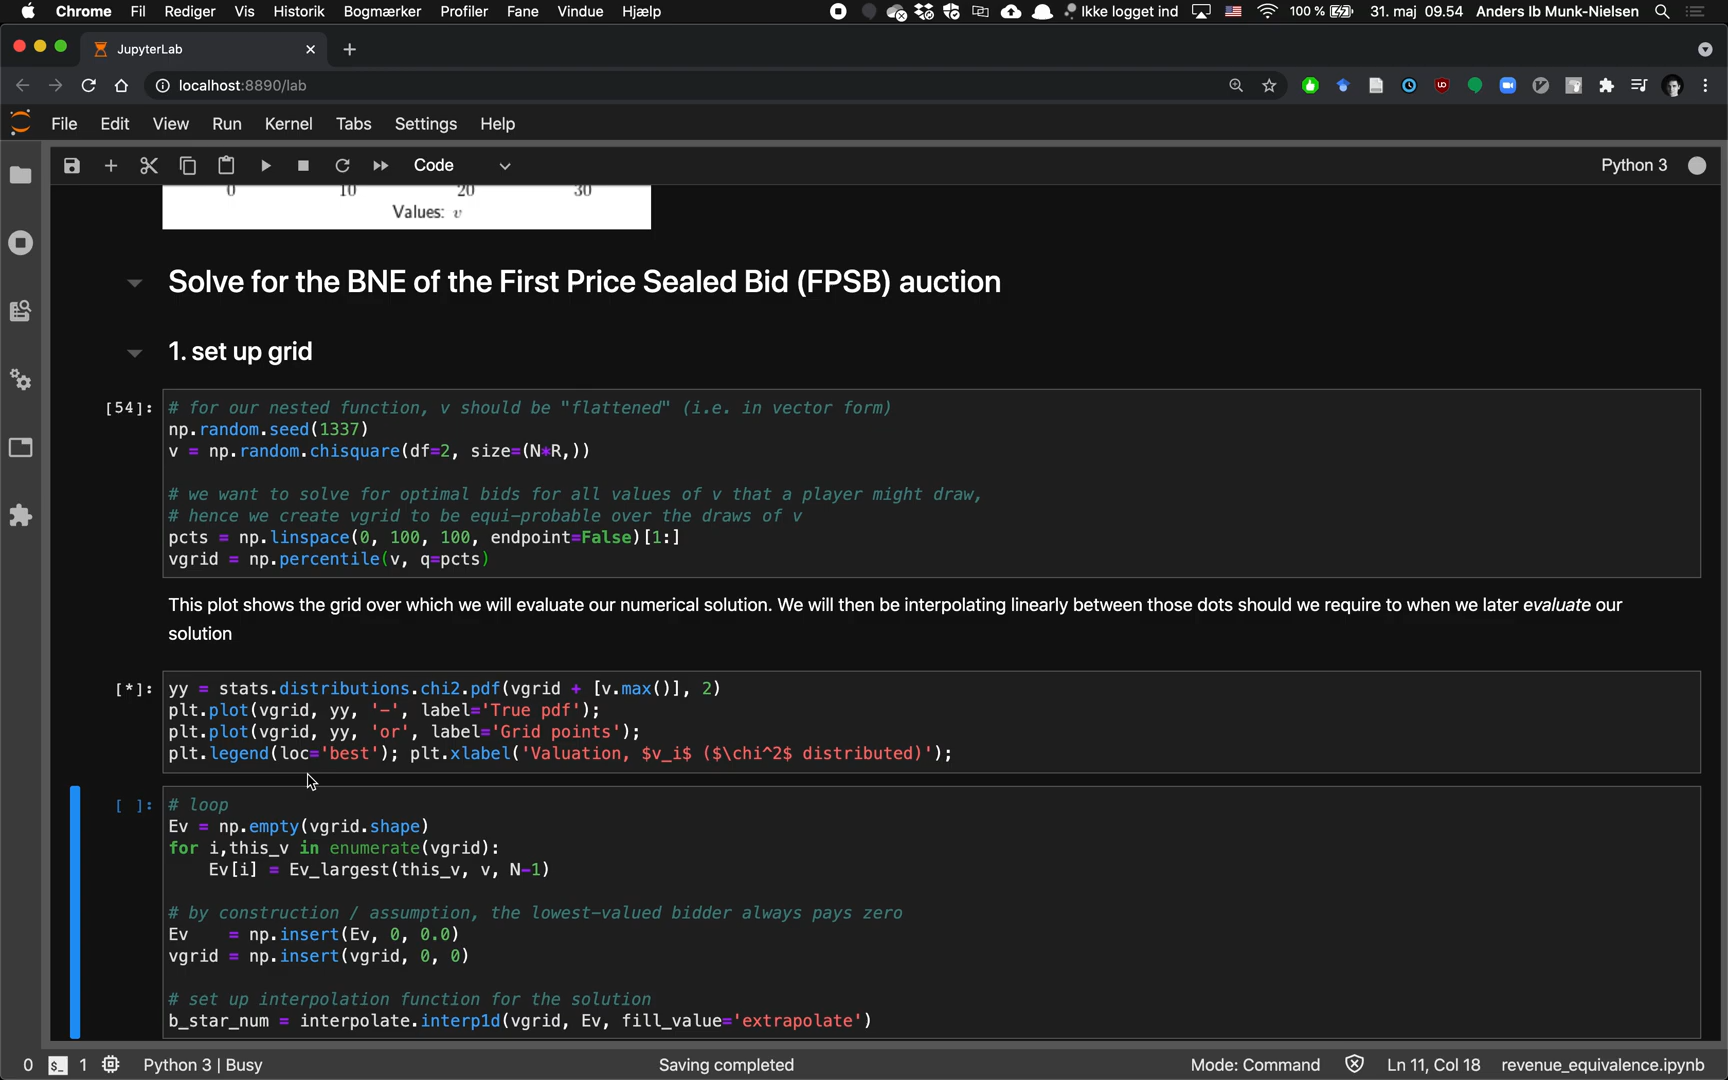 Chrome Fil Rediger Vis Historik Bogmærker Profiler Fane Vindue Hjælp Ikke logget ind 100 % 31. maj 09.54 Anders Ib Munk-Nielsen
JupyterLab
localhost:8890/lab
File Edit View Run Kernel Tabs Settings Help
Code Python 3
0 10 20 30
Values: v
Solve for the BNE of the First Price Sealed Bid (FPSB) auction
1. set up grid
[54]: # for our nested function, v should be "flattened" (i.e. in vector form)
np.random.seed(1337)
v = np.random.chisquare(df=2, size=(N*R,))
# we want to solve for optimal bids for all values of v that a player might draw,
# hence we create vgrid to be equi-probable over the draws of v
pcts = np.linspace(0, 100, 100, endpoint=False)[1:]
vgrid = np.percentile(v, q=pcts)
This plot shows the grid over which we will evaluate our numerical solution. We will then be interpolating linearly between those dots should we require to when we later evaluate our
solution
[*]: yy = stats.distributions.chi2.pdf(vgrid + [v.max()], 2)
plt.plot(vgrid, yy, '-', label='True pdf');
plt.plot(vgrid, yy, 'or', label='Grid points');
plt.legend(loc='best'); plt.xlabel('Valuation, $v_i$ ($\chi^2$ distributed)');
[ ]: # loop
Ev = np.empty(vgrid.shape)
for i,this_v in enumerate(vgrid):
Ev[i] = Ev_largest(this_v, v, N-1)
# by construction / assumption, the lowest-valued bidder always pays zero
Ev = np.insert(Ev, 0, 0.0)
vgrid = np.insert(vgrid, 0, 0)
# set up interpolation function for the solution
b_star_num = interpolate.interp1d(vgrid, Ev, fill_value='extrapolate')
0 $_ 1 Python 3 | Busy Saving completed Mode: Command Ln 11, Col 18 revenue_equivalence.ipynb